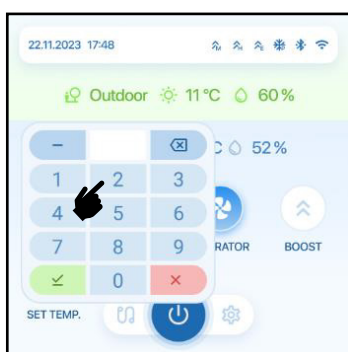 22.11.2023 17:48
Outdoor 11 °C 60 %
− 
C 52 %
1 2 3
4 5 6
7 8 9
RATOR BOOST
0
SET TEMP.